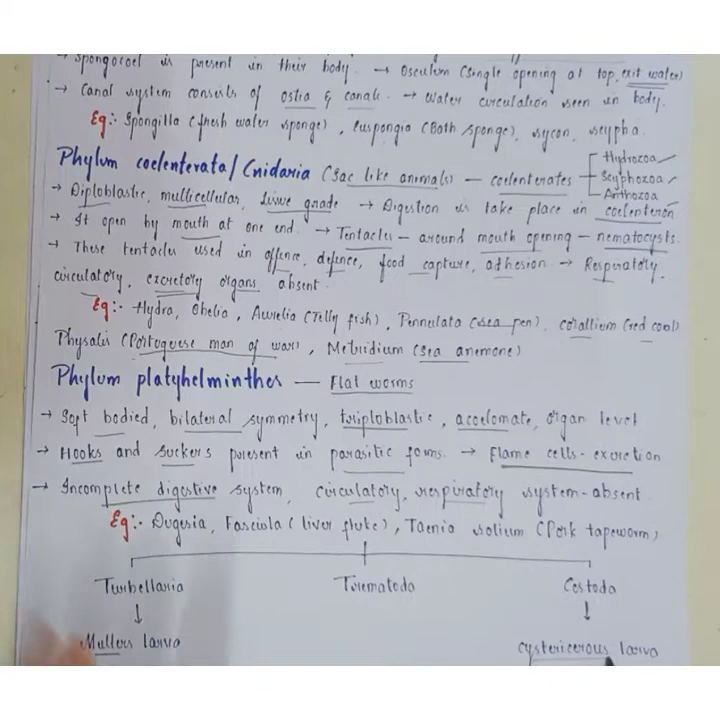 → Spongocoel is present in their body. → Osculum (Single opening at top, exit water)
→ Canal system consists of ostia & canals → Water circulation seen in body.
Eg:- Spongilla (fresh water sponge), Euspongia (Bath sponge), sycon, scypha.
Phylum coelenterata/Cnidaria (Sac like animals) — coelenterates
Hydrozoa
Scyphozoa
Anthozoa
→ Diploblastic, multicellular, tissue grade → Digestion is take place in coelenteron
→ It open by mouth at one end. → Tentacles - around mouth opening - nematocysts.
→ These tentacles used in offence, defence, food capture, adhesion → Respiratory,
circulatory, excretory organs absent.
Eg:- Hydra, Obelia, Aurelia (Jelly fish), Pennulata (sea pen), corallium (red coral)
Physalis (Portoguese man of war), Metridium (Sea anemone)
Phylum platyhelminthes — Flat worms
→ Soft bodied, bilateral symmetry, triploblastic, acoelomate, organ level
→ Hooks and suckers present in parasitic forms. → Flame cells - excretion
→ Incomplete digestive system, circulatory, respiratory system - absent.
Eg:- Dugesia, Fasciola (liver fluke), Taenia solium (Pork tapeworm)
Turbellaria Trematoda Cestoda
↓ ↓
Mullers larva cystericerous larva